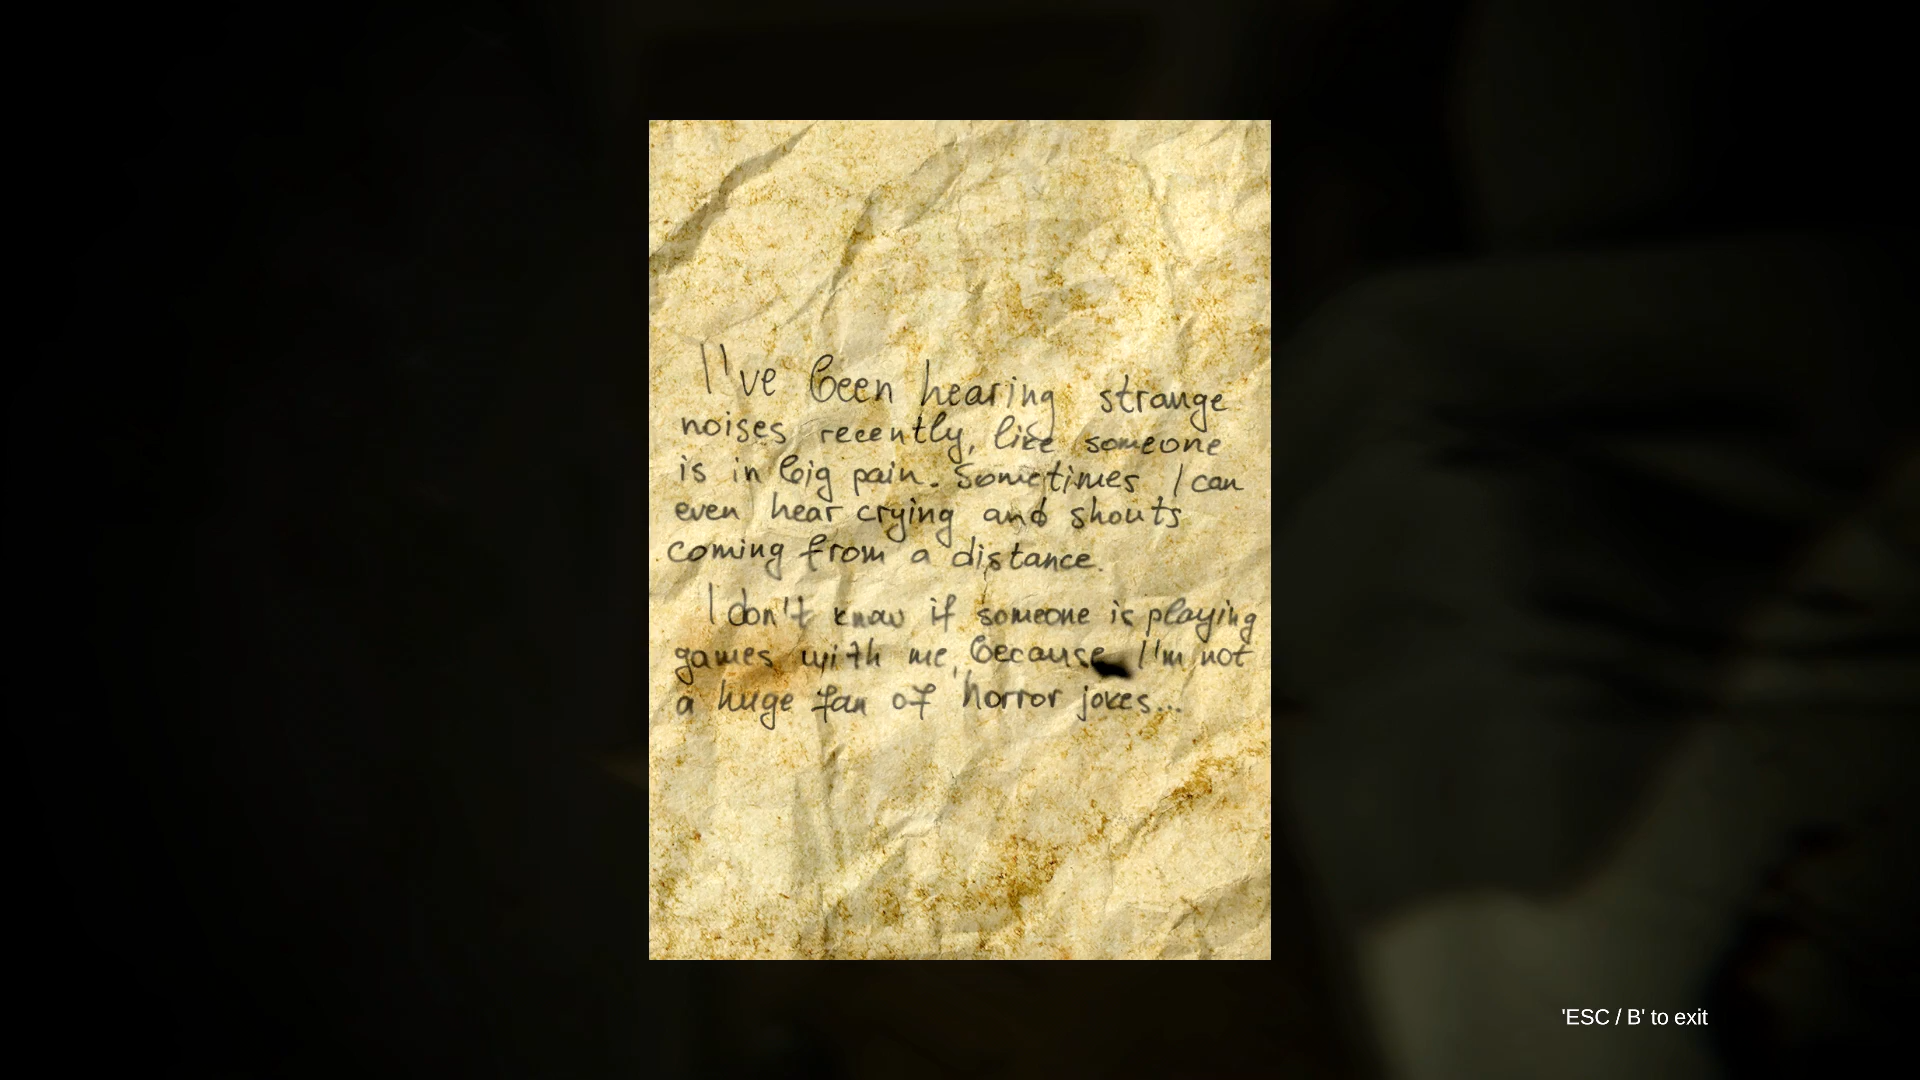 I've been hearing strange
noises recently, like someone
is in big pain. Sometimes I can
even hear crying and shouts
coming from a distance.
I don't know if someone is playing
games with me, because I'm not
a huge fan of horror jokes...
'ESC / B' to exit